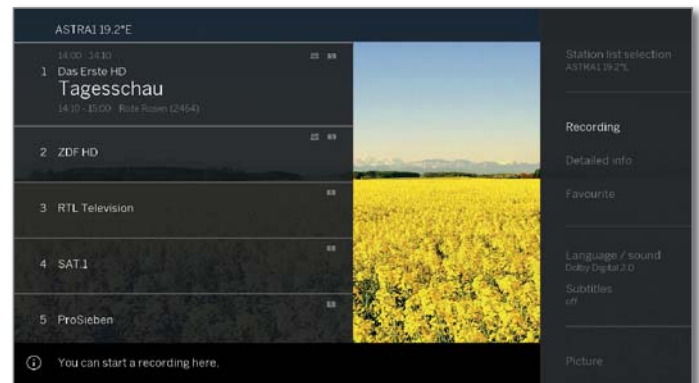 ASTRA1 19.2°E
14:00 - 14:10
1 Das Erste HD
Tagesschau
14:10 - 15:00 Rote Rosen (2464)
2 ZDF HD
3 RTL Television
4 SAT.1
5 ProSieben
You can start a recording here.
Station list selection
ASTRA1 19.2°E
Recording
Detailed info
Favourite
Language / sound
Dolby Digital 2.0
Subtitles
off
Picture